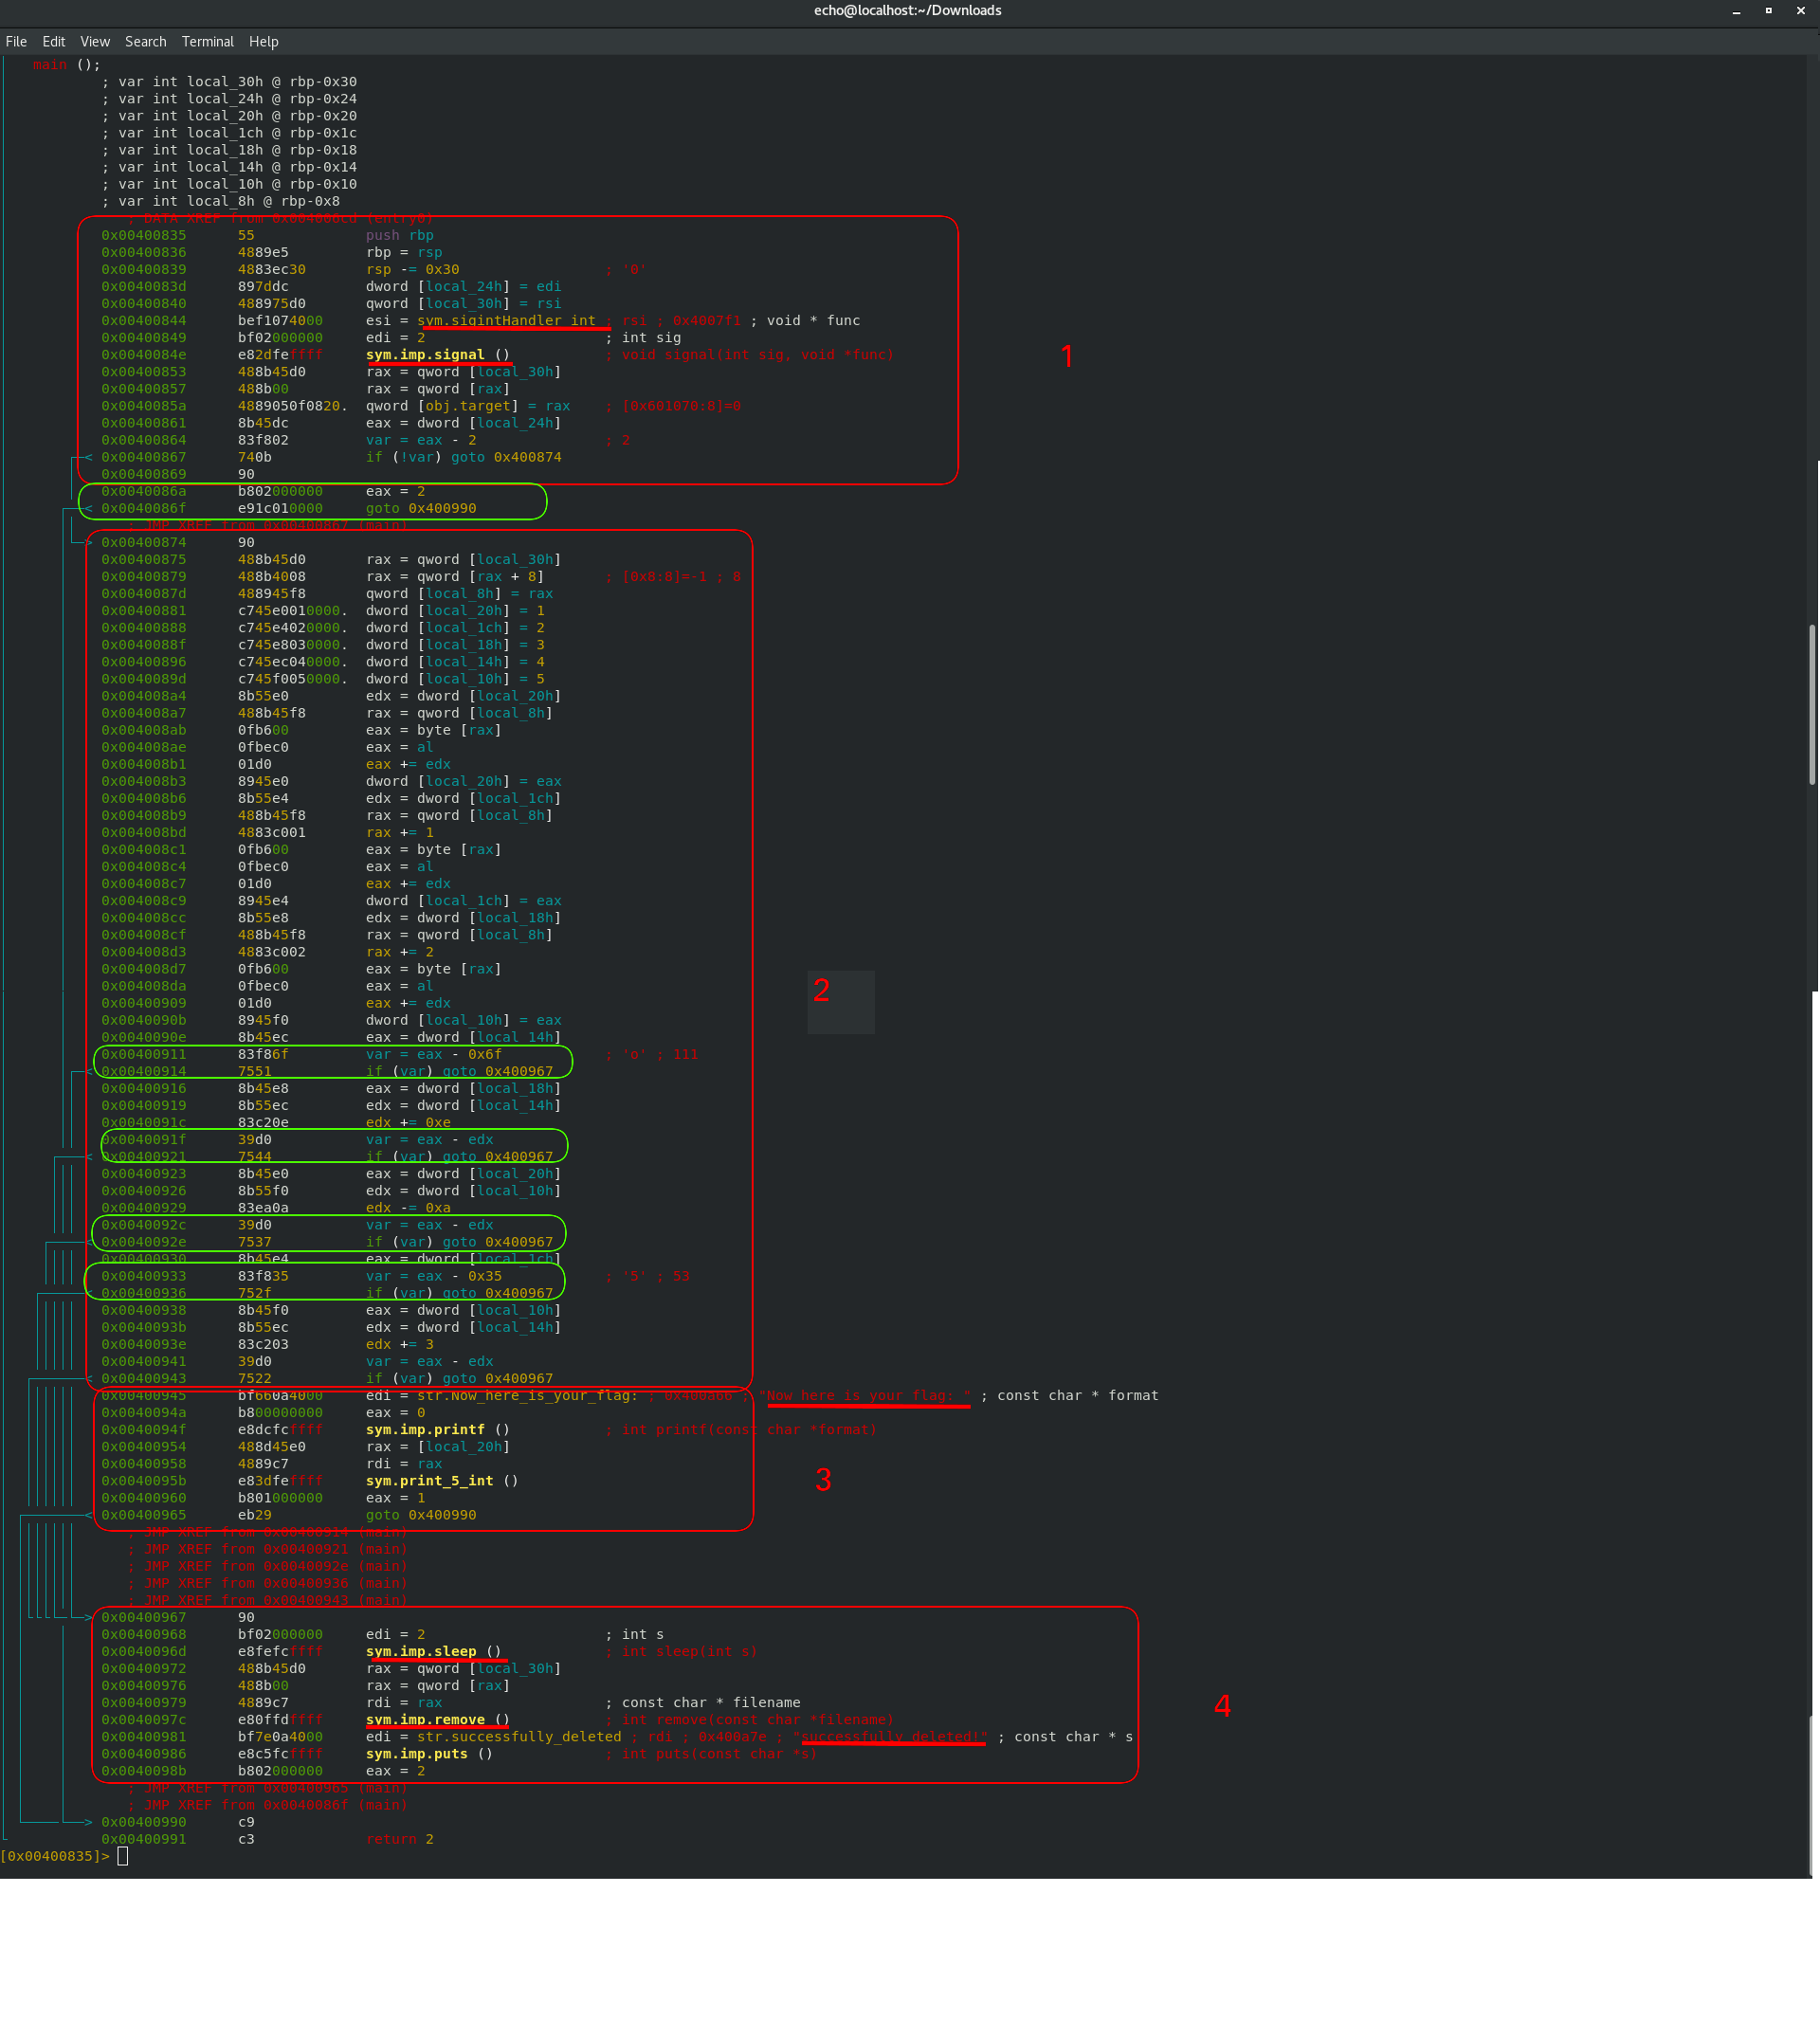 echo@localhost:~/Downloads
File Edit View Search Terminal Help
main ();
; var int local_30h @ rbp-0x30
; var int local_24h @ rbp-0x24
; var int local_20h @ rbp-0x20
; var int local_1ch @ rbp-0x1c
; var int local_18h @ rbp-0x18
; var int local_14h @ rbp-0x14
; var int local_10h @ rbp-0x10
; var int local_8h @ rbp-0x8
; DATA XREF from 0x004006cd (entry0)
0x00400835 55 push rbp
0x00400836 4889e5 rbp = rsp
0x00400839 4883ec30 rsp -= 0x30 ; '0'
0x0040083d 897ddc dword [local_24h] = edi
0x00400840 488975d0 qword [local_30h] = rsi
0x00400844 bef1074000 esi = sym.sigintHandler_int ; rsi ; 0x4007f1 ; void * func
0x00400849 bf02000000 edi = 2 ; int sig
0x0040084e e82dfeffff sym.imp.signal () ; void signal(int sig, void *func)
1
0x00400853 488b45d0 rax = qword [local_30h]
0x00400857 488b00 rax = qword [rax]
0x0040085a 4889050f0820. qword [obj.target] = rax ; [0x601070:8]=0
0x00400861 8b45dc eax = dword [local_24h]
0x00400864 83f802 var = eax - 2 ; 2
< 0x00400867 740b if (!var) goto 0x400874
0x00400869 90
0x0040086a b802000000 eax = 2
< 0x0040086f e91c010000 goto 0x400990
; JMP XREF from 0x00400867 (main)
> 0x00400874 90
0x00400875 488b45d0 rax = qword [local_30h]
0x00400879 488b4008 rax = qword [rax + 8] ; [0x8:8]=-1 ; 8
0x0040087d 488945f8 qword [local_8h] = rax
0x00400881 c745e0010000. dword [local_20h] = 1
0x00400888 c745e4020000. dword [local_1ch] = 2
0x0040088f c745e8030000. dword [local_18h] = 3
0x00400896 c745ec040000. dword [local_14h] = 4
0x0040089d c745f0050000. dword [local_10h] = 5
0x004008a4 8b55e0 edx = dword [local_20h]
0x004008a7 488b45f8 rax = qword [local_8h]
0x004008ab 0fb600 eax = byte [rax]
0x004008ae 0fbec0 eax = al
0x004008b1 01d0 eax += edx
0x004008b3 8945e0 dword [local_20h] = eax
0x004008b6 8b55e4 edx = dword [local_1ch]
0x004008b9 488b45f8 rax = qword [local_8h]
0x004008bd 4883c001 rax += 1
0x004008c1 0fb600 eax = byte [rax]
0x004008c4 0fbec0 eax = al
0x004008c7 01d0 eax += edx
0x004008c9 8945e4 dword [local_1ch] = eax
0x004008cc 8b55e8 edx = dword [local_18h]
0x004008cf 488b45f8 rax = qword [local_8h]
0x004008d3 4883c002 rax += 2
0x004008d7 0fb600 eax = byte [rax]
0x004008da 0fbec0 eax = al
2
0x00400909 01d0 eax += edx
0x0040090b 8945f0 dword [local_10h] = eax
0x0040090e 8b45ec eax = dword [local_14h]
0x00400911 83f86f var = eax - 0x6f ; 'o' ; 111
< 0x00400914 7551 if (var) goto 0x400967
0x00400916 8b45e8 eax = dword [local_18h]
0x00400919 8b55ec edx = dword [local_14h]
0x0040091c 83c20e edx += 0xe
0x0040091f 39d0 var = eax - edx
< 0x00400921 7544 if (var) goto 0x400967
0x00400923 8b45e0 eax = dword [local_20h]
0x00400926 8b55f0 edx = dword [local_10h]
0x00400929 83ea0a edx -= 0xa
0x0040092c 39d0 var = eax - edx
< 0x0040092e 7537 if (var) goto 0x400967
0x00400930 8b45e4 eax = dword [local_1ch]
0x00400933 83f835 var = eax - 0x35 ; '5' ; 53
< 0x00400936 752f if (var) goto 0x400967
0x00400938 8b45f0 eax = dword [local_10h]
0x0040093b 8b55ec edx = dword [local_14h]
0x0040093e 83c203 edx += 3
0x00400941 39d0 var = eax - edx
< 0x00400943 7522 if (var) goto 0x400967
0x00400945 bf660a4000 edi = str.Now_here_is_your_flag: ; 0x400a66 ; "Now here is your flag: " ; const char * format
0x0040094a b800000000 eax = 0
0x0040094f e8dcfcffff sym.imp.printf () ; int printf(const char *format)
0x00400954 488d45e0 rax = [local_20h]
0x00400958 4889c7 rdi = rax
0x0040095b e83dfeffff sym.print_5_int ()
3
0x00400960 b801000000 eax = 1
< 0x00400965 eb29 goto 0x400990
; JMP XREF from 0x00400914 (main)
; JMP XREF from 0x00400921 (main)
; JMP XREF from 0x0040092e (main)
; JMP XREF from 0x00400936 (main)
; JMP XREF from 0x00400943 (main)
> 0x00400967 90
0x00400968 bf02000000 edi = 2 ; int s
0x0040096d e8fefcffff sym.imp.sleep () ; int sleep(int s)
0x00400972 488b45d0 rax = qword [local_30h]
0x00400976 488b00 rax = qword [rax]
0x00400979 4889c7 rdi = rax ; const char * filename
4
0x0040097c e80ffdffff sym.imp.remove () ; int remove(const char *filename)
0x00400981 bf7e0a4000 edi = str.successfully_deleted ; rdi ; 0x400a7e ; "successfully deleted!" ; const char * s
0x00400986 e8c5fcffff sym.imp.puts () ; int puts(const char *s)
0x0040098b b802000000 eax = 2
; JMP XREF from 0x00400965 (main)
; JMP XREF from 0x0040086f (main)
> 0x00400990 c9
0x00400991 c3 return 2
[0x00400835]>